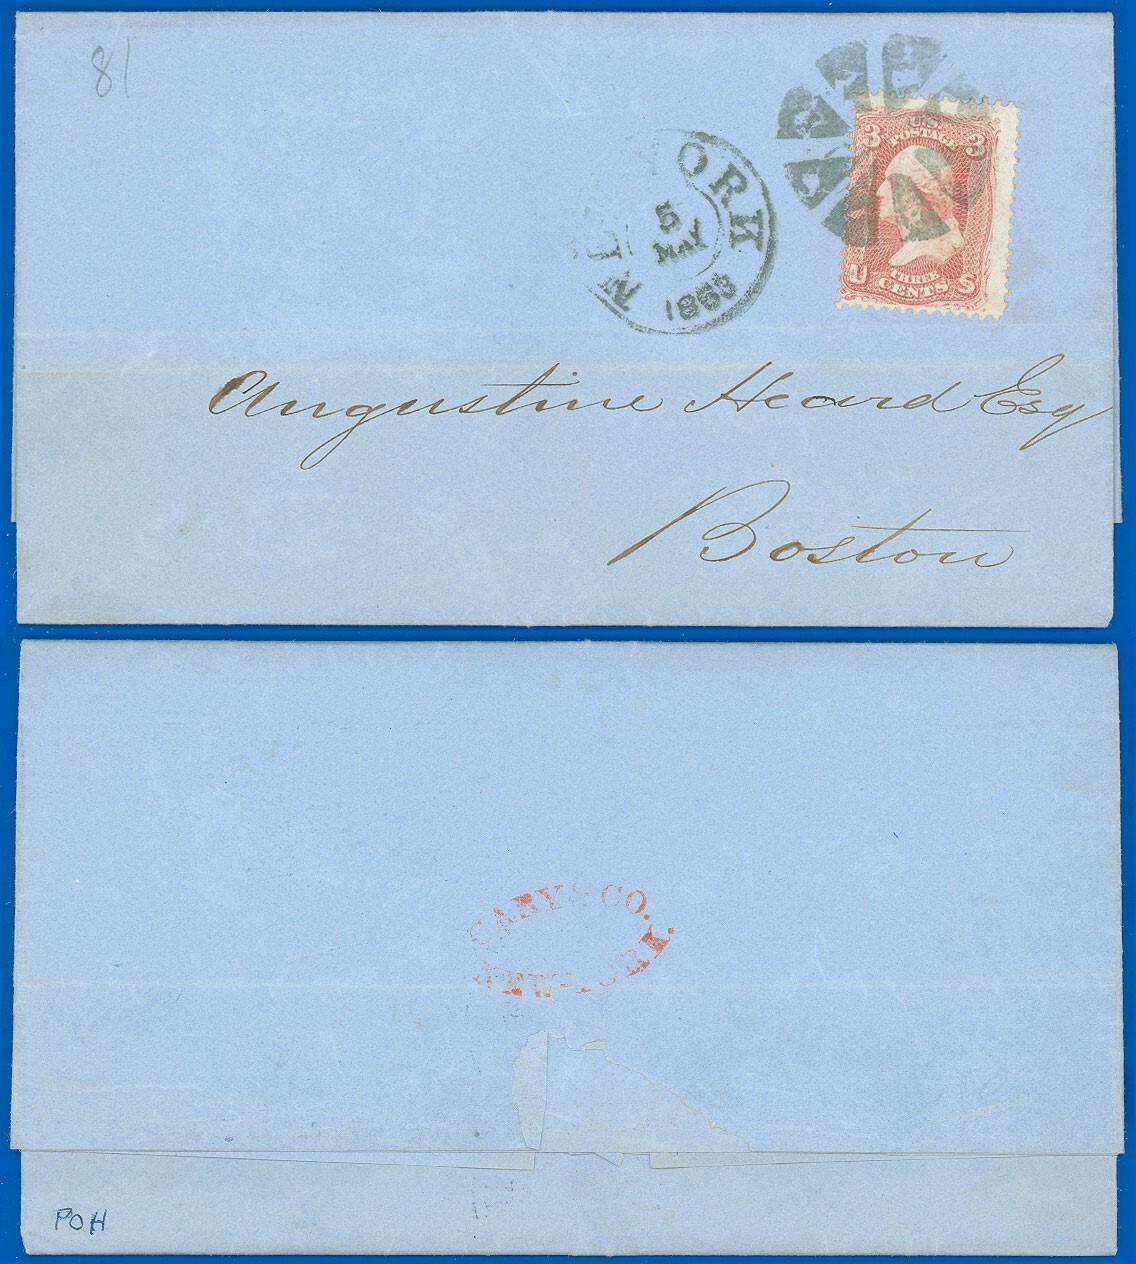 81
NEW YORK
5
MAY
1863
U.S.
POSTAGE
3 3
U THREE S
CENTS
Augustine Heard Esq
Boston
CARY & CO.
NEW-YORK.
POH